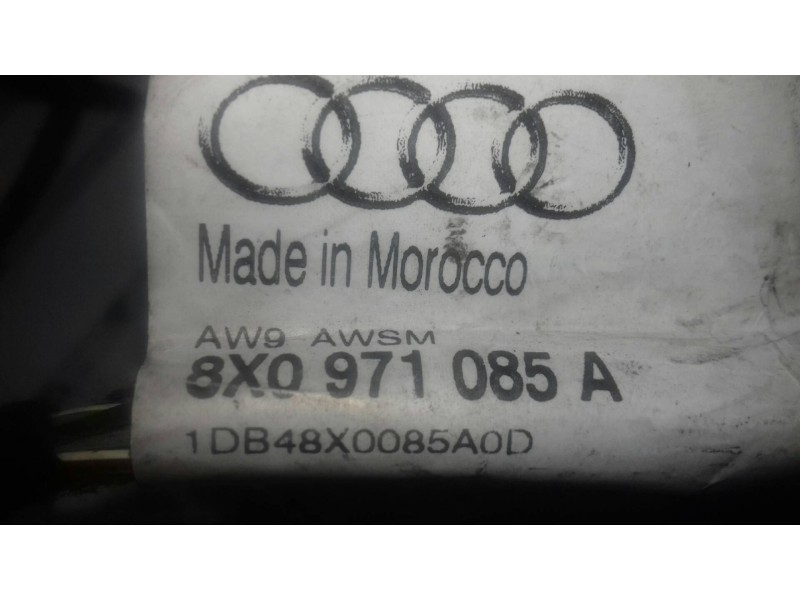 Made in Morocco
AW9 AWSM
8X0 971 085 A
1DB48X0085A0D